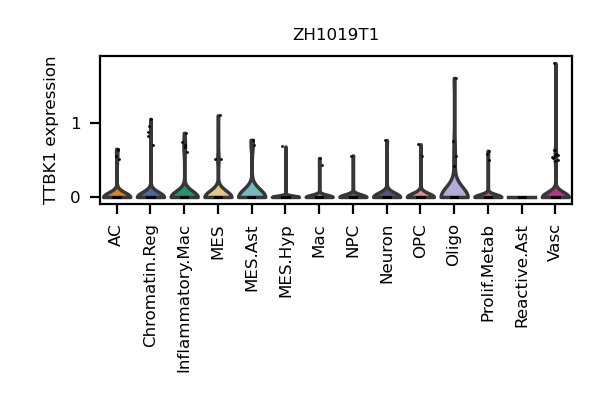 ZH1019T1
TTBK1 expression
1
0
AC
Chromatin.Reg
Inflammatory.Mac
MES
MES.Ast
MES.Hyp
Mac
NPC
Neuron
OPC
Oligo
Prolif.Metab
Reactive.Ast
Vasc